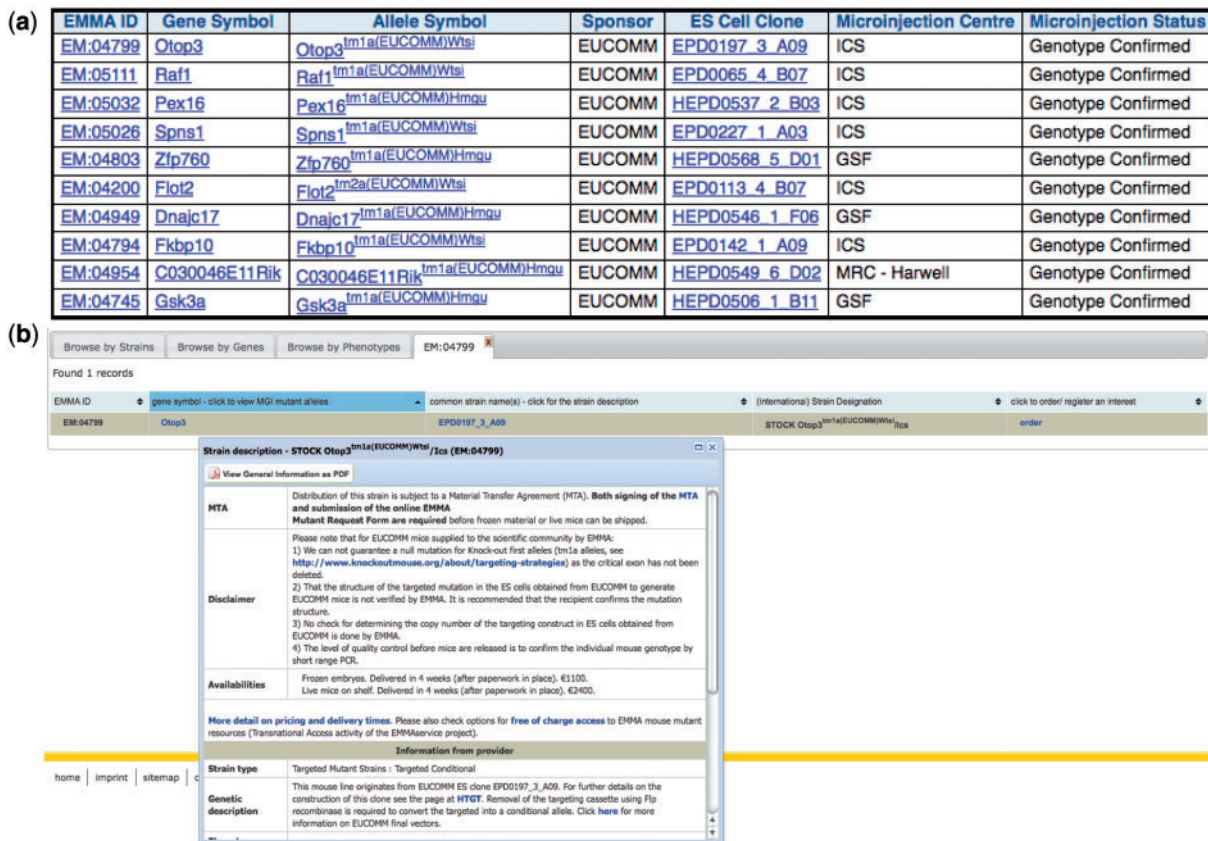 (a)
EMMA ID Gene Symbol Allele Symbol Sponsor ES Cell Clone Microinjection Centre Microinjection Status
EM:04799 Otop3 Otop3tm1a(EUCOMM)Wtsi EUCOMM EPD0197_3_A09 ICS Genotype Confirmed
EM:05111 Raf1 Raf1tm1a(EUCOMM)Wtsi EUCOMM EPD0065_4_B07 ICS Genotype Confirmed
EM:05032 Pex16 Pex16tm1a(EUCOMM)Hmgu EUCOMM HEPD0537_2_B03 ICS Genotype Confirmed
EM:05026 Spns1 Spns1tm1a(EUCOMM)Wtsi EUCOMM EPD0227_1_A03 ICS Genotype Confirmed
EM:04803 Zfp760 Zfp760tm1a(EUCOMM)Hmgu EUCOMM HEPD0568_5_D01 GSF Genotype Confirmed
EM:04200 Flot2 Flot2tm2a(EUCOMM)Wtsi EUCOMM EPD0113_4_B07 ICS Genotype Confirmed
EM:04949 Dnajc17 Dnajc17tm1a(EUCOMM)Hmgu EUCOMM HEPD0546_1_F06 GSF Genotype Confirmed
EM:04794 Fkbp10 Fkbp10tm1a(EUCOMM)Wtsi EUCOMM EPD0142_1_A09 ICS Genotype Confirmed
EM:04954 C030046E11Rik C030046E11Riktm1a(EUCOMM)Hmgu EUCOMM HEPD0549_6_D02 MRC - Harwell Genotype Confirmed
EM:04745 Gsk3a Gsk3atm1a(EUCOMM)Hmgu EUCOMM HEPD0506_1_B11 GSF Genotype Confirmed
(b)
Browse by Strains Browse by Genes Browse by Phenotypes EM:04799 x
Found 1 records
EMMA ID gene symbol - click to view MGI mutant alleles common strain name(s) - click for the strain description (International) Strain Designation click to order/ register an interest
EM:04799 Otop3 EPD0197_3_A09 STOCK Otop3tm1a(EUCOMM)Wtsi/Ics order
Strain description - STOCK Otop3tm1a(EUCOMM)Wtsi/Ics (EM:04799)
View General Information as PDF
MTA
Distribution of this strain is subject to a Material Transfer Agreement (MTA). Both signing of the MTA
and submission of the online EMMA
Mutant Request Form are required before frozen material or live mice can be shipped.
Disclaimer
Please note that for EUCOMM mice supplied to the scientific community by EMMA:
1) We can not guarantee a null mutation for Knock-out first alleles (tm1a alleles, see
http://www.knockoutmouse.org/about/targeting-strategies) as the critical exon has not been
deleted.
2) That the structure of the targeted mutation in the ES cells obtained from EUCOMM to generate
EUCOMM mice is not verified by EMMA. It is recommended that the recipient confirms the mutation
structure.
3) No check for determining the copy number of the targeting construct in ES cells obtained from
EUCOMM is done by EMMA.
4) The level of quality control before mice are released is to confirm the individual mouse genotype by
short range PCR.
Availabilities
Frozen embryos. Delivered in 4 weeks (after paperwork in place). €1100.
Live mice on shelf. Delivered in 4 weeks (after paperwork in place). €2400.
More detail on pricing and delivery times. Please also check options for free of charge access to EMMA mouse mutant
resources (Transnational Access activity of the EMMAservice project).
Information from provider
Strain type Targeted Mutant Strains : Targeted Conditional
Genetic description
This mouse line originates from EUCOMM ES clone EPD0197_3_A09. For further details on the
construction of this clone see the page at HTGT. Removal of the targeting cassette using Flp
recombinase is required to convert the targeted into a conditional allele. Click here for more
information on EUCOMM final vectors.
home | imprint | sitemap |